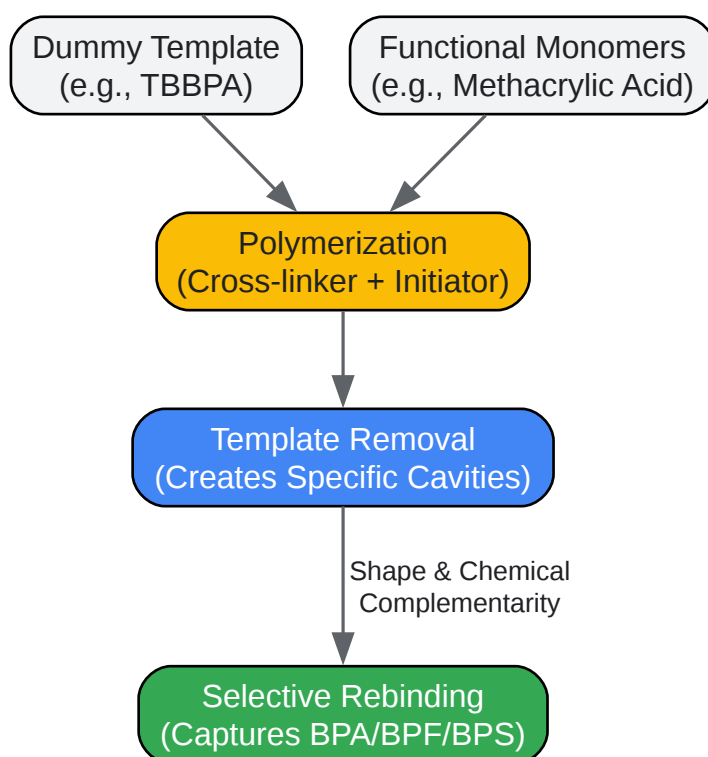 Dummy Template
(e.g., TBBPA)
Functional Monomers
(e.g., Methacrylic Acid)
Polymerization
(Cross-linker + Initiator)
Template Removal
(Creates Specific Cavities)
Shape & Chemical
Complementarity
Selective Rebinding
(Captures BPA/BPF/BPS)